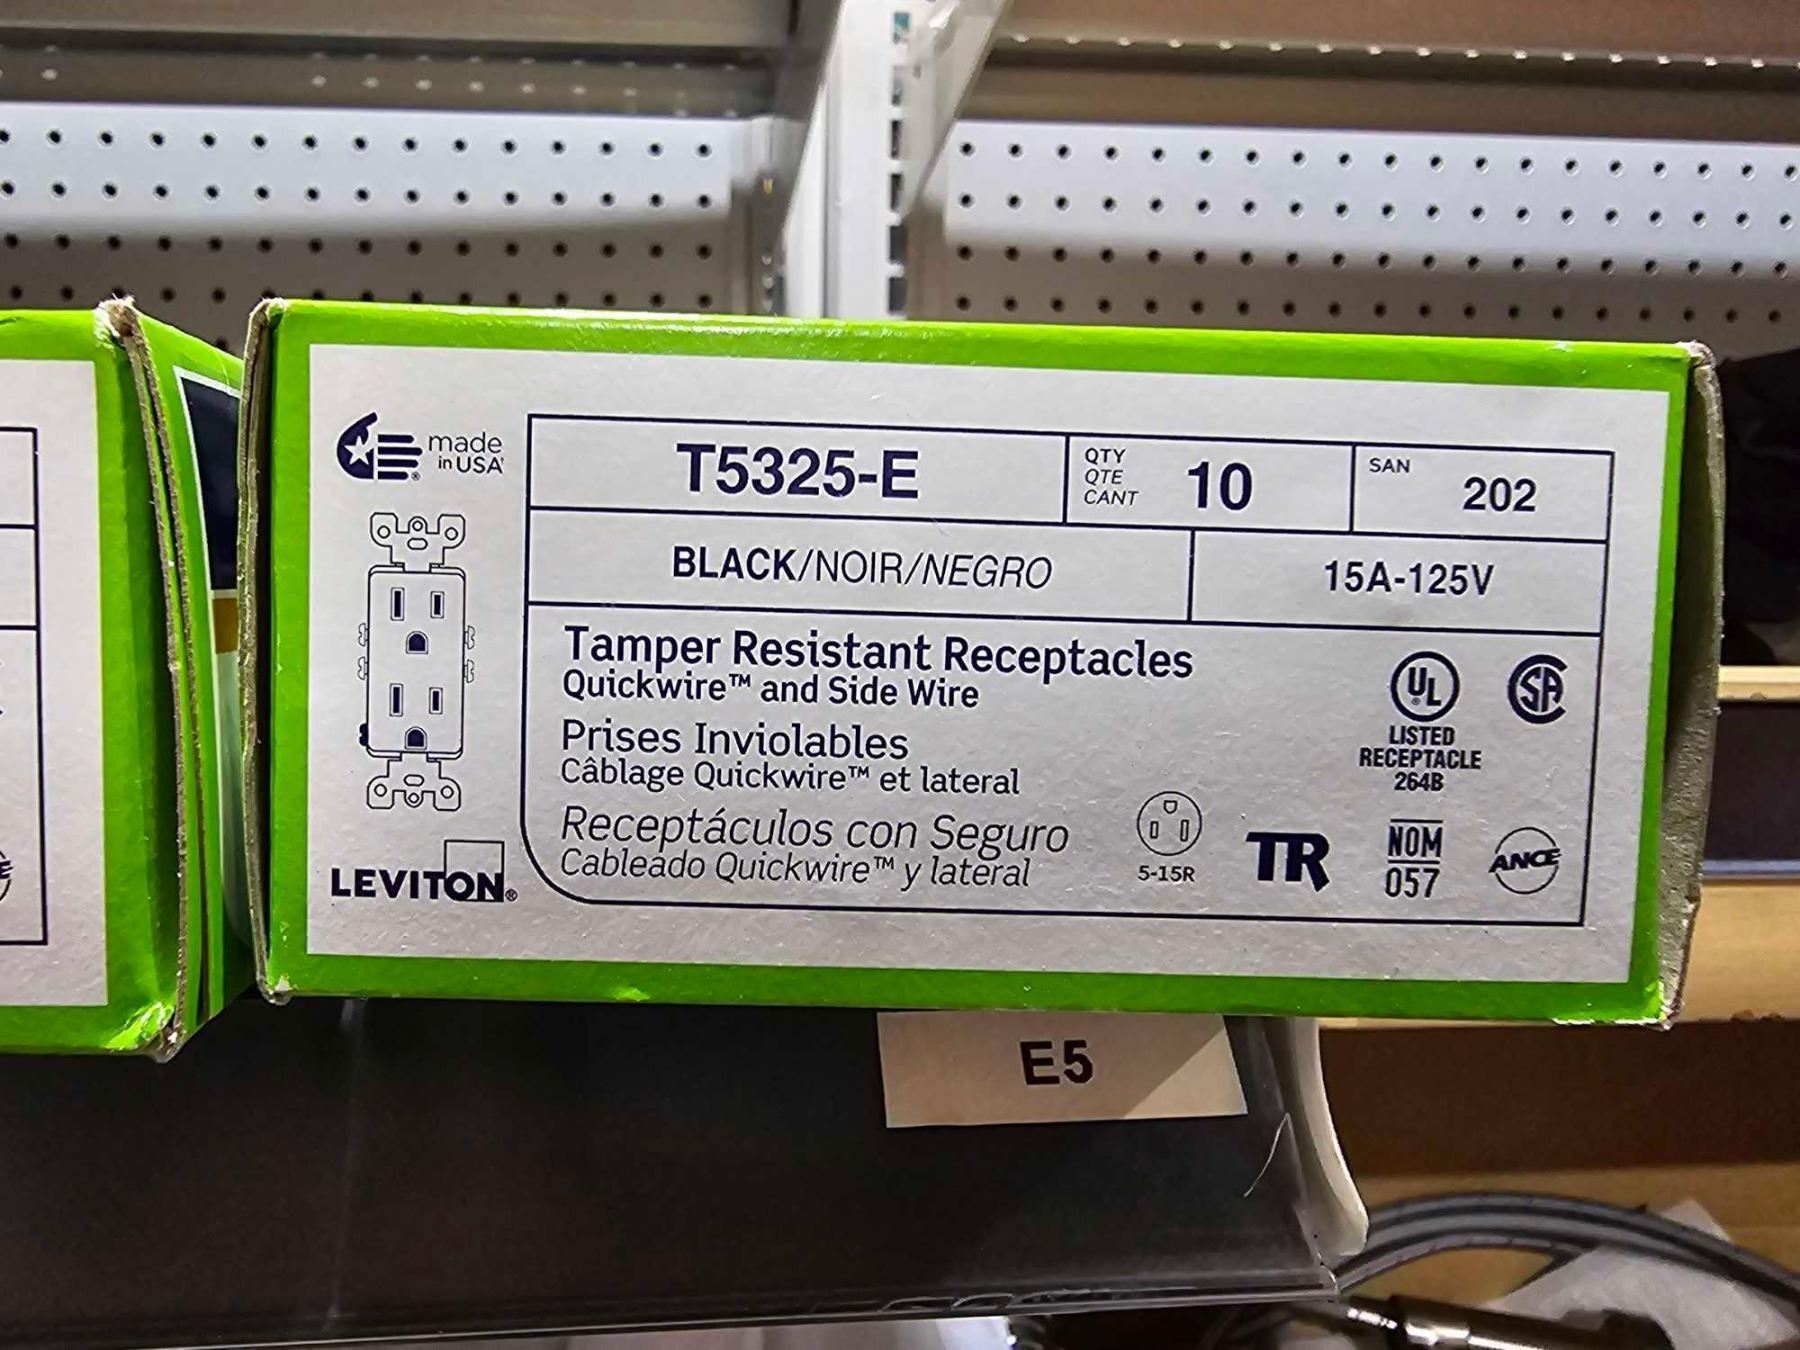 made
in USA
T5325-E
QTY
QTE
CANT
10
SAN
202
BLACK/NOIR/NEGRO
15A-125V
Tamper Resistant Receptacles
Quickwire™ and Side Wire
Prises Inviolables
Câblage Quickwire™ et lateral
Receptáculos con Seguro
Cableado Quickwire™ y lateral
LEVITON®
5-15R
TR
UL
LISTED
RECEPTACLE
264B
SA
NOM
057
ANCE
E5